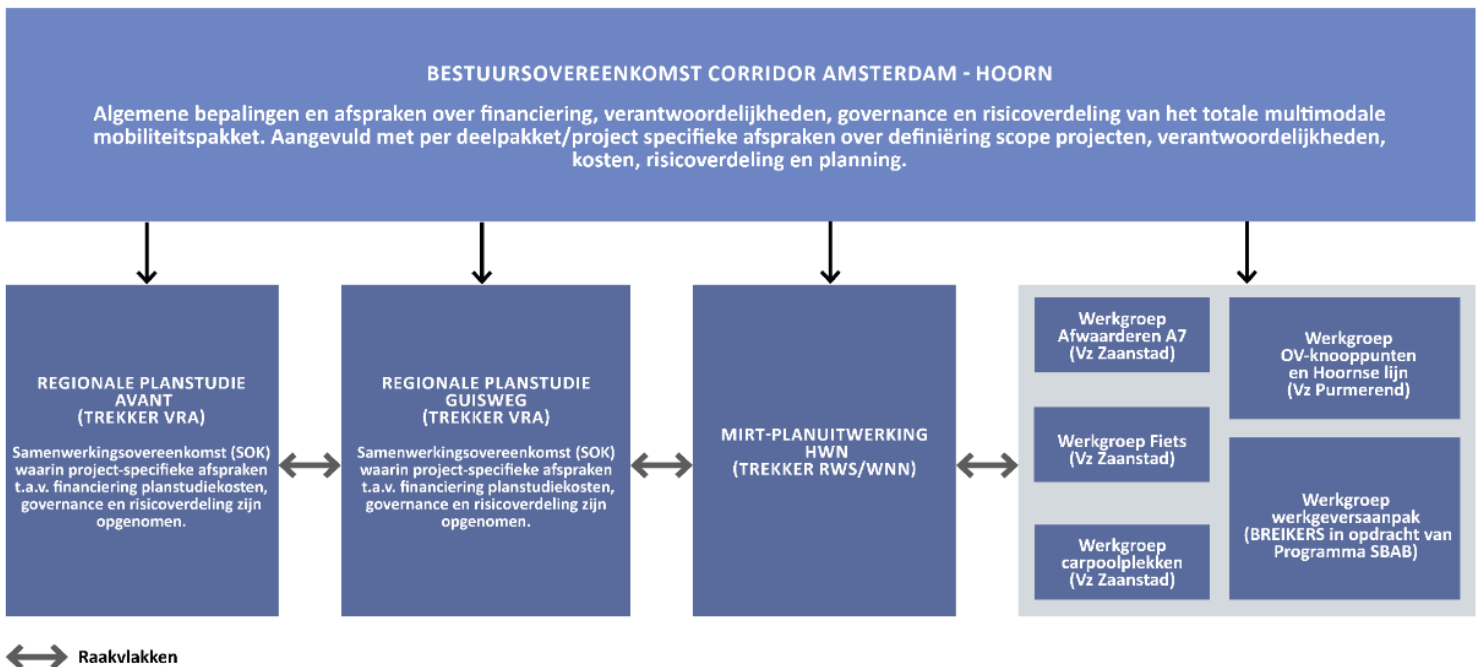 BESTUURSOVEREENKOMST CORRIDOR AMSTERDAM - HOORN
Algemene bepalingen en afspraken over financiering, verantwoordelijkheden, governance en risicoverdeling van het totale multimodale
mobiliteitspakket. Aangevuld met per deelpakket/project specifieke afspraken over definiëring scope projecten, verantwoordelijkheden,
kosten, risicoverdeling en planning.
REGIONALE PLANSTUDIE
AVANT
(TREKKER VRA)
Samenwerkingsovereenkomst (SOK)
waarin project-specifieke afspraken
t.a.v. financiering planstudiekosten,
governance en risicoverdeling zijn
opgenomen.
REGIONALE PLANSTUDIE
GUISWEG
(TREKKER VRA)
Samenwerkingsovereenkomst (SOK)
waarin project-specifieke afspraken
t.a.v. financiering planstudiekosten,
governance en risicoverdeling zijn
opgenomen.
MIRT-PLANUITWERKING
HWN
(TREKKER RWS/WNN)
Werkgroep
Afwaarderen A7
(Vz Zaanstad)
Werkgroep Fiets
(Vz Zaanstad)
Werkgroep
carpoolplekken
(Vz Zaanstad)
Werkgroep
OV-knooppunten
en Hoornse lijn
(Vz Purmerend)
Werkgroep
werkgeversaanpak
(BREIKERS in opdracht van
Programma SBAB)
Raakvlakken